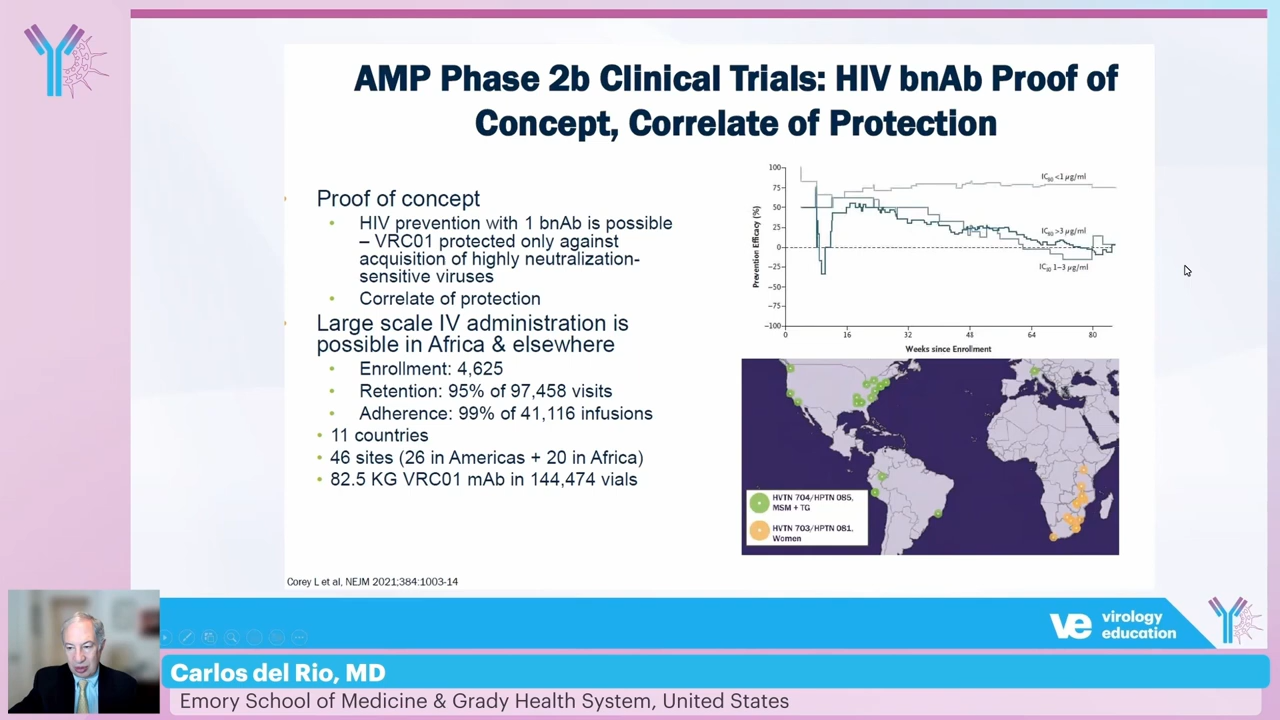 AMP Phase 2b Clinical Trials: HIV bnAb Proof of
Concept, Correlate of Protection
Proof of concept
• HIV prevention with 1 bnAb is possible
– VRC01 protected only against
acquisition of highly neutralization-
sensitive viruses
• Correlate of protection
Large scale IV administration is
possible in Africa & elsewhere
• Enrollment: 4,625
• Retention: 95% of 97,458 visits
• Adherence: 99% of 41,116 infusions
• 11 countries
• 46 sites (26 in Americas + 20 in Africa)
• 82.5 KG VRC01 mAb in 144,474 vials
Prevention Efficacy (%)
100
75
50
25
0
−25
−50
−75
−100
IC80 <1 µg/ml
IC80 >3 µg/ml
IC80 1–3 µg/ml
0 16 32 48 64 80
Weeks since Enrollment
HVTN 704/HPTN 085,
MSM + TG
HVTN 703/HPTN 081,
Women
Corey L et al, NEJM 2021;384:1003-14
ve virology
education
Carlos del Rio, MD
Emory School of Medicine & Grady Health System, United States